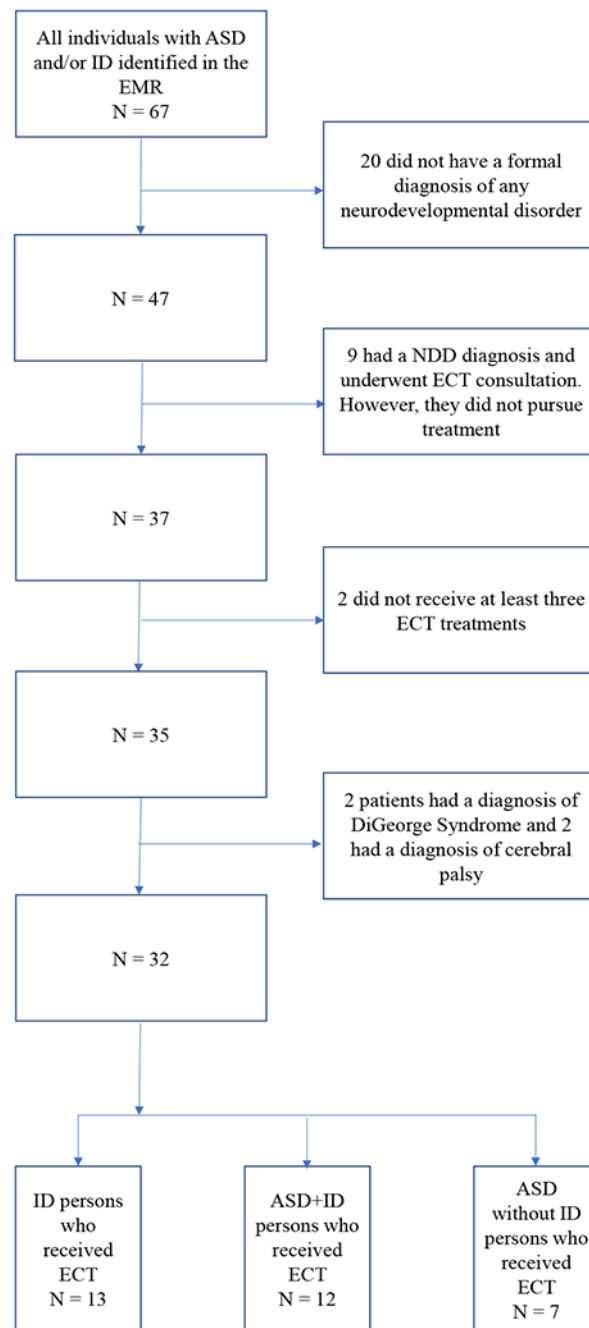 All individuals with ASD
and/or ID identified in the
EMR
N = 67
20 did not have a formal
diagnosis of any
neurodevelopmental disorder
N = 47
9 had a NDD diagnosis and
underwent ECT consultation.
However, they did not pursue
treatment
N = 37
2 did not receive at least three
ECT treatments
N = 35
2 patients had a diagnosis of
DiGeorge Syndrome and 2
had a diagnosis of cerebral
palsy
N = 32
ID persons
who
received
ECT
N = 13
ASD+ID
persons who
received
ECT
N = 12
ASD
without ID
persons who
received
ECT
N = 7